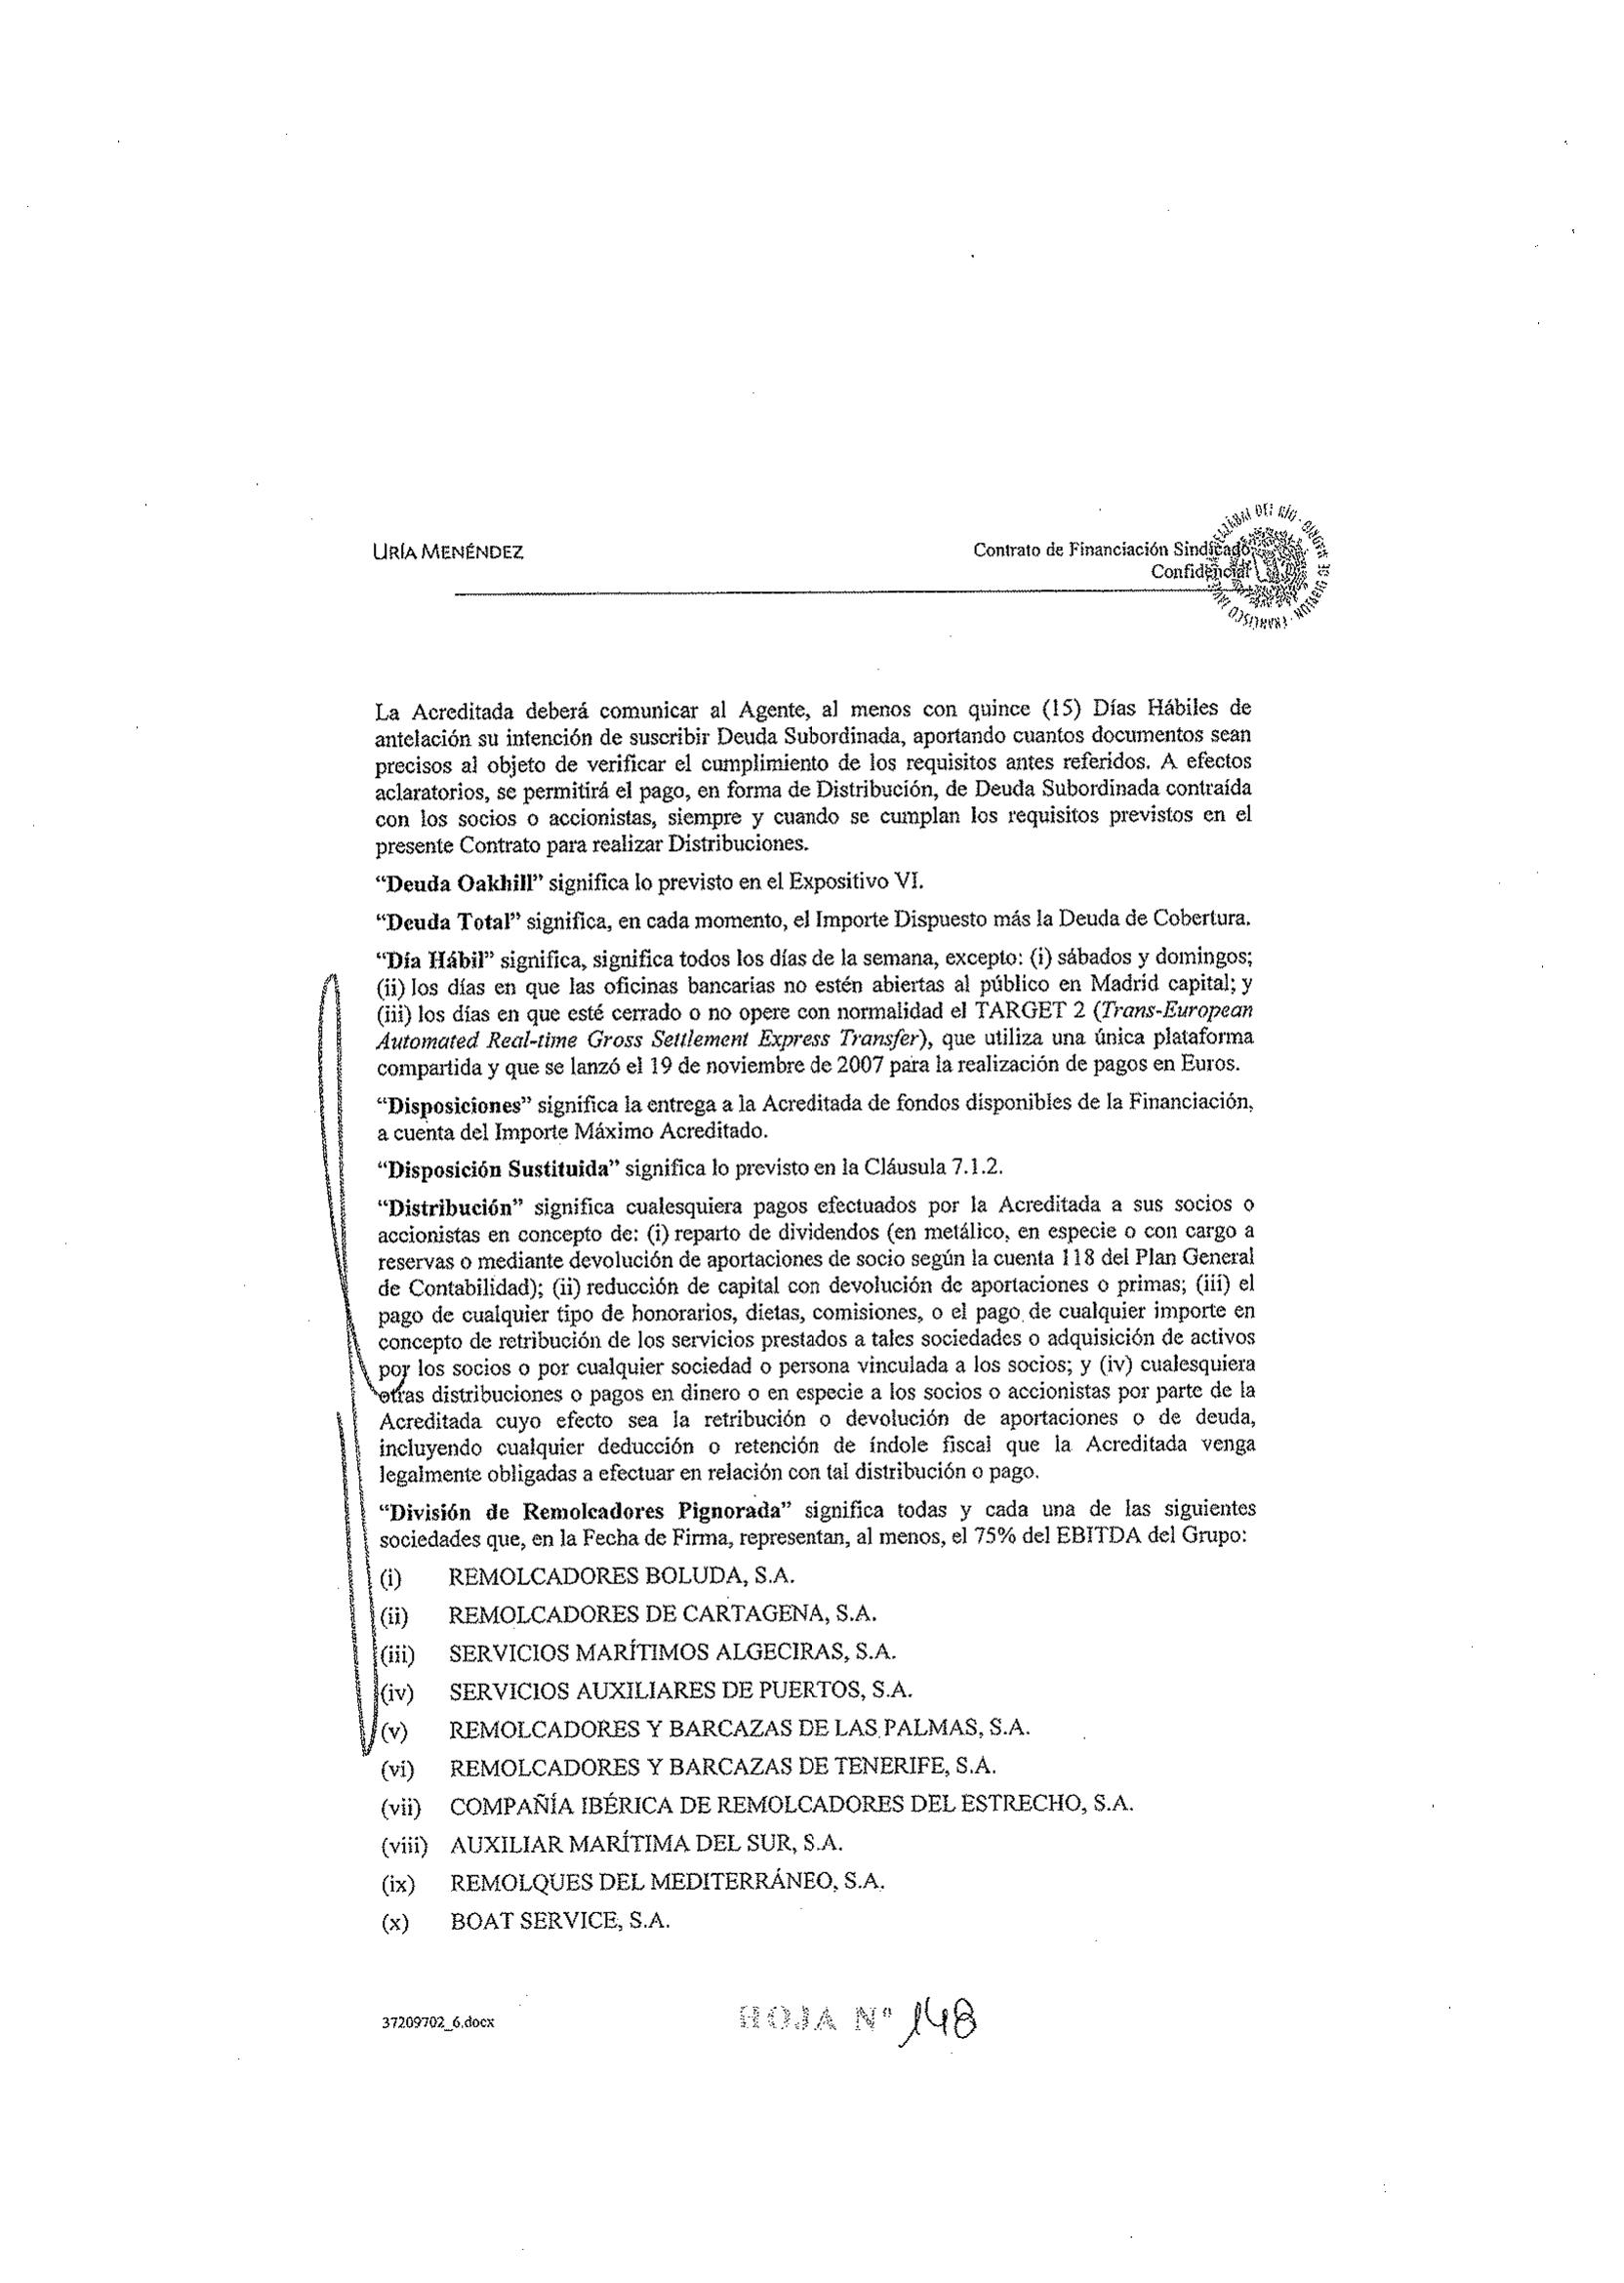 URÍA MENÉNDEZ
Contrato de Financiación Sindicado
Confidencial
La Acreditada deberá comunicar al Agente, al menos con quince (15) Días Hábiles de
antelación su intención de suscribir Deuda Subordinada, aportando cuantos documentos sean
precisos al objeto de verificar el cumplimiento de los requisitos antes referidos. A efectos
aclaratorios, se permitirá el pago, en forma de Distribución, de Deuda Subordinada contraída
con los socios o accionistas, siempre y cuando se cumplan los requisitos previstos en el
presente Contrato para realizar Distribuciones.
“Deuda Oakhill” significa lo previsto en el Expositivo VI.
“Deuda Total” significa, en cada momento, el Importe Dispuesto más la Deuda de Cobertura.
“Día Hábil” significa, significa todos los días de la semana, excepto: (i) sábados y domingos;
(ii) los días en que las oficinas bancarias no estén abiertas al público en Madrid capital; y
(iii) los días en que esté cerrado o no opere con normalidad el TARGET 2 (Trans-European
Automated Real-time Gross Settlement Express Transfer), que utiliza una única plataforma
compartida y que se lanzó el 19 de noviembre de 2007 para la realización de pagos en Euros.
“Disposiciones” significa la entrega a la Acreditada de fondos disponibles de la Financiación,
a cuenta del Importe Máximo Acreditado.
“Disposición Sustituida” significa lo previsto en la Cláusula 7.1.2.
“Distribución” significa cualesquiera pagos efectuados por la Acreditada a sus socios o
accionistas en concepto de: (i) reparto de dividendos (en metálico, en especie o con cargo a
reservas o mediante devolución de aportaciones de socio según la cuenta 118 del Plan General
de Contabilidad); (ii) reducción de capital con devolución de aportaciones o primas; (iii) el
pago de cualquier tipo de honorarios, dietas, comisiones, o el pago de cualquier importe en
concepto de retribución de los servicios prestados a tales sociedades o adquisición de activos
por los socios o por cualquier sociedad o persona vinculada a los socios; y (iv) cualesquiera
otras distribuciones o pagos en dinero o en especie a los socios o accionistas por parte de la
Acreditada cuyo efecto sea la retribución o devolución de aportaciones o de deuda,
incluyendo cualquier deducción o retención de índole fiscal que la Acreditada venga
legalmente obligadas a efectuar en relación con tal distribución o pago.
“División de Remolcadores Pignorada” significa todas y cada una de las siguientes
sociedades que, en la Fecha de Firma, representan, al menos, el 75% del EBITDA del Grupo:
(i) REMOLCADORES BOLUDA, S.A.
(ii) REMOLCADORES DE CARTAGENA, S.A.
(iii) SERVICIOS MARÍTIMOS ALGECIRAS, S.A.
(iv) SERVICIOS AUXILIARES DE PUERTOS, S.A.
(v) REMOLCADORES Y BARCAZAS DE LAS PALMAS, S.A.
(vi) REMOLCADORES Y BARCAZAS DE TENERIFE, S.A.
(vii) COMPAÑÍA IBÉRICA DE REMOLCADORES DEL ESTRECHO, S.A.
(viii) AUXILIAR MARÍTIMA DEL SUR, S.A.
(ix) REMOLQUES DEL MEDITERRÁNEO, S.A.
(x) BOAT SERVICE, S.A.
37209702_6.docx
HOJA Nº 148